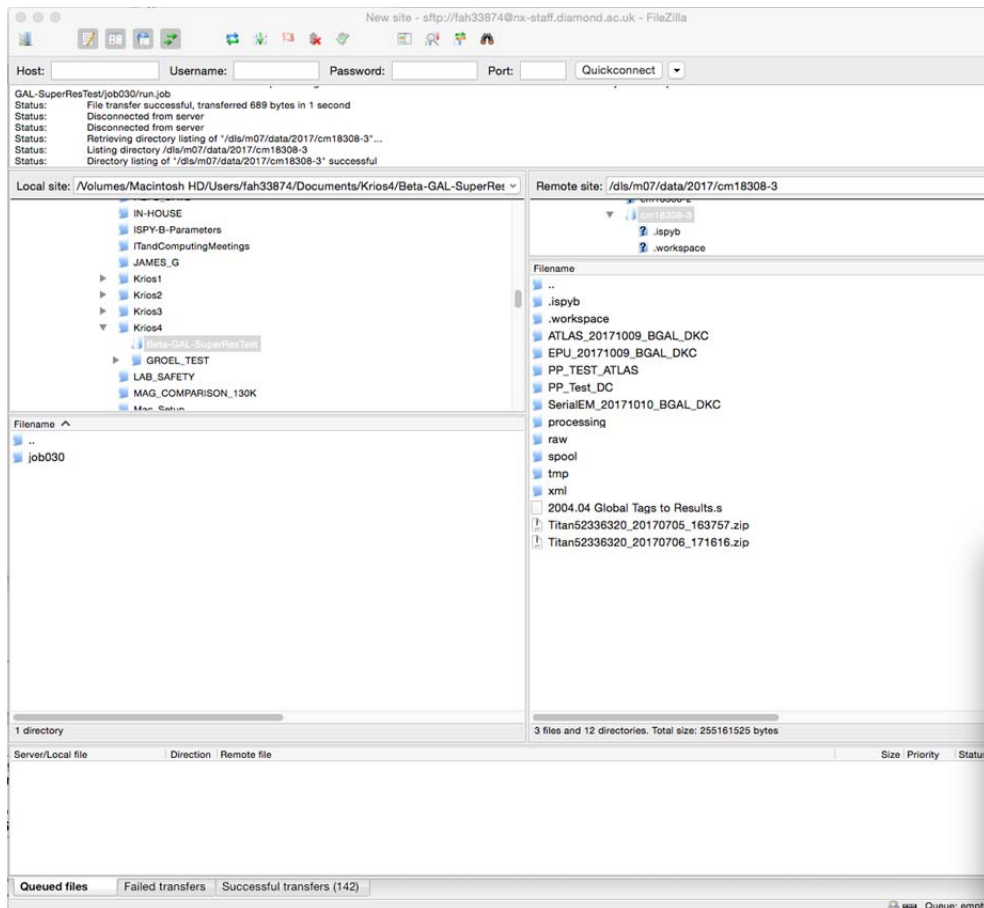 New site - sftp://fah33874@nx-staff.diamond.ac.uk - FileZilla
Host: Username: Password: Port: Quickconnect
GAL-SuperResTest/job030/run.job
Status: File transfer successful, transferred 689 bytes in 1 second
Status: Disconnected from server
Status: Disconnected from server
Status: Retrieving directory listing of "/dls/m07/data/2017/cm18308-3"...
Status: Listing directory /dls/m07/data/2017/cm18308-3
Status: Directory listing of "/dls/m07/data/2017/cm18308-3" successful
Local site: /Volumes/Macintosh HD/Users/fah33874/Documents/Krios4/Beta-GAL-SuperRes
IN-HOUSE
ISPY-B-Parameters
ITandComputingMeetings
JAMES_G
Krios1
Krios2
Krios3
Krios4
Beta-GAL-SuperResTest
GROEL_TEST
LAB_SAFETY
MAG_COMPARISON_130K
Mac_Setup
Filename
..
job030
1 directory
Remote site: /dls/m07/data/2017/cm18308-3
cm18308-2
cm18308-3
.ispyb
.workspace
Filename
..
.ispyb
.workspace
ATLAS_20171009_BGAL_DKC
EPU_20171009_BGAL_DKC
PP_TEST_ATLAS
PP_Test_DC
SerialEM_20171010_BGAL_DKC
processing
raw
spool
tmp
xml
2004.04 Global Tags to Results.s
Titan52336320_20170705_163757.zip
Titan52336320_20170706_171616.zip
3 files and 12 directories. Total size: 255161525 bytes
Server/Local file Direction Remote file Size Priority Status
Queued files Failed transfers Successful transfers (142)
Queue: empt